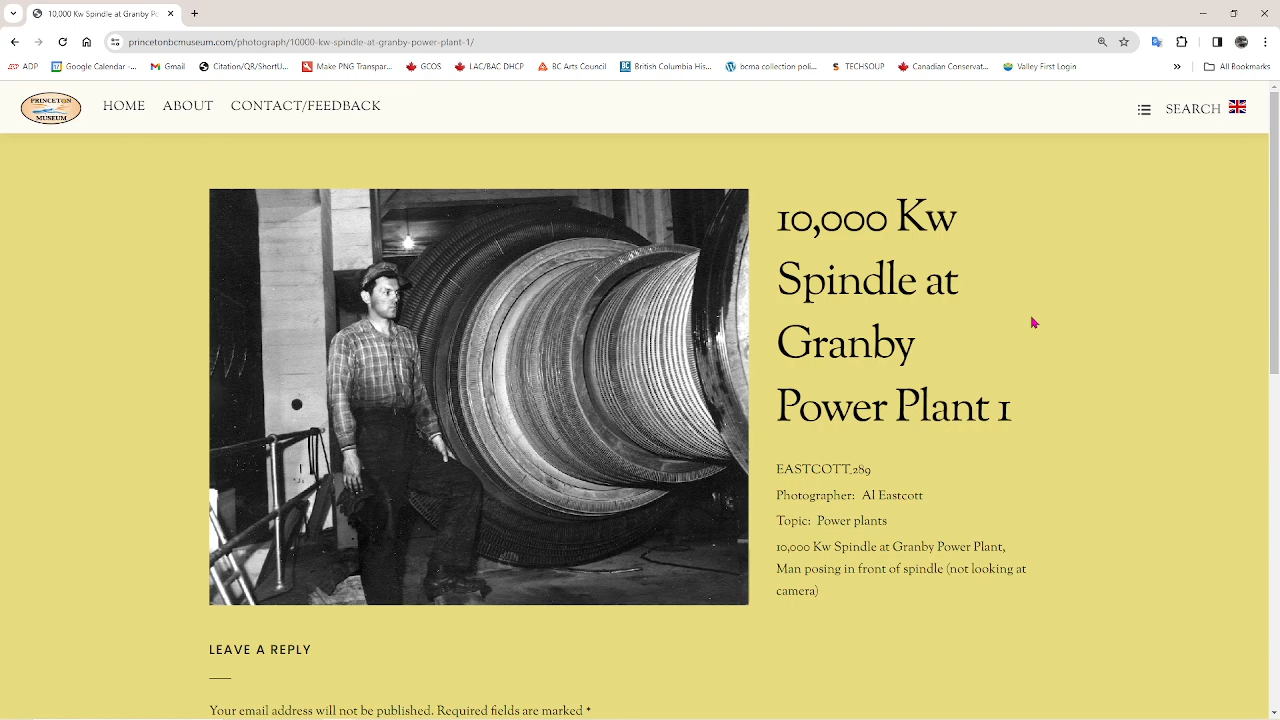 10,000 Kw Spindle at Granby Po
princetonbcmuseum.com/photograph/10000-kw-spindle-at-granby-power-plant-1/
ADP
Google Calendar -...
Gmail
Citation/QR/ShortU...
Make PNG Transpar...
GCOS
LAC/BAC DHCP
BC Arts Council
British Columbia His...
bcma collection poli...
TECHSOUP
Canadian Conservat...
Valley First Login
»
All Bookmarks
PRINCETON
MUSEUM
HOME
ABOUT
CONTACT/FEEDBACK
SEARCH
10,000 Kw
Spindle at
Granby
Power Plant 1
EASTCOTT_289
Photographer: Al Eastcott
Topic: Power plants
10,000 Kw Spindle at Granby Power Plant,
Man posing in front of spindle (not looking at
camera)
LEAVE A REPLY
Your email address will not be published. Required fields are marked *